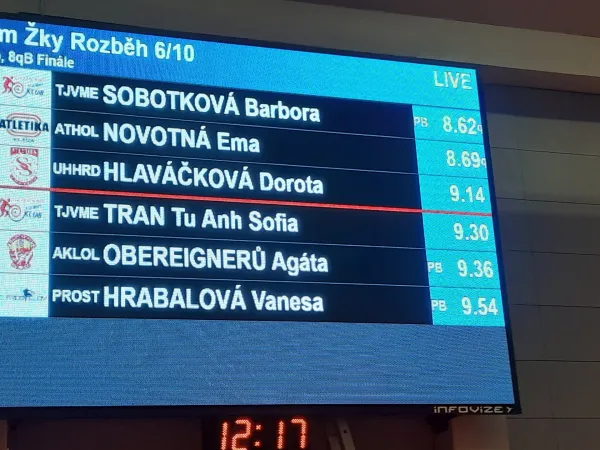 m Žky Rozběh 6/10
, 8qB Finále
LIVE
TJVME SOBOTKOVÁ Barbora PB 8.62q
ATLETIKA ATHOL NOVOTNÁ Ema 8.69q
UHHRD HLAVÁČKOVÁ Dorota 9.14
TJVME TRAN Tu Anh Sofia 9.30
AKLOL OBEREIGNERŮ Agáta PB 9.36
PROST HRABALOVÁ Vanesa PB 9.54
INFOVIZE
12:17